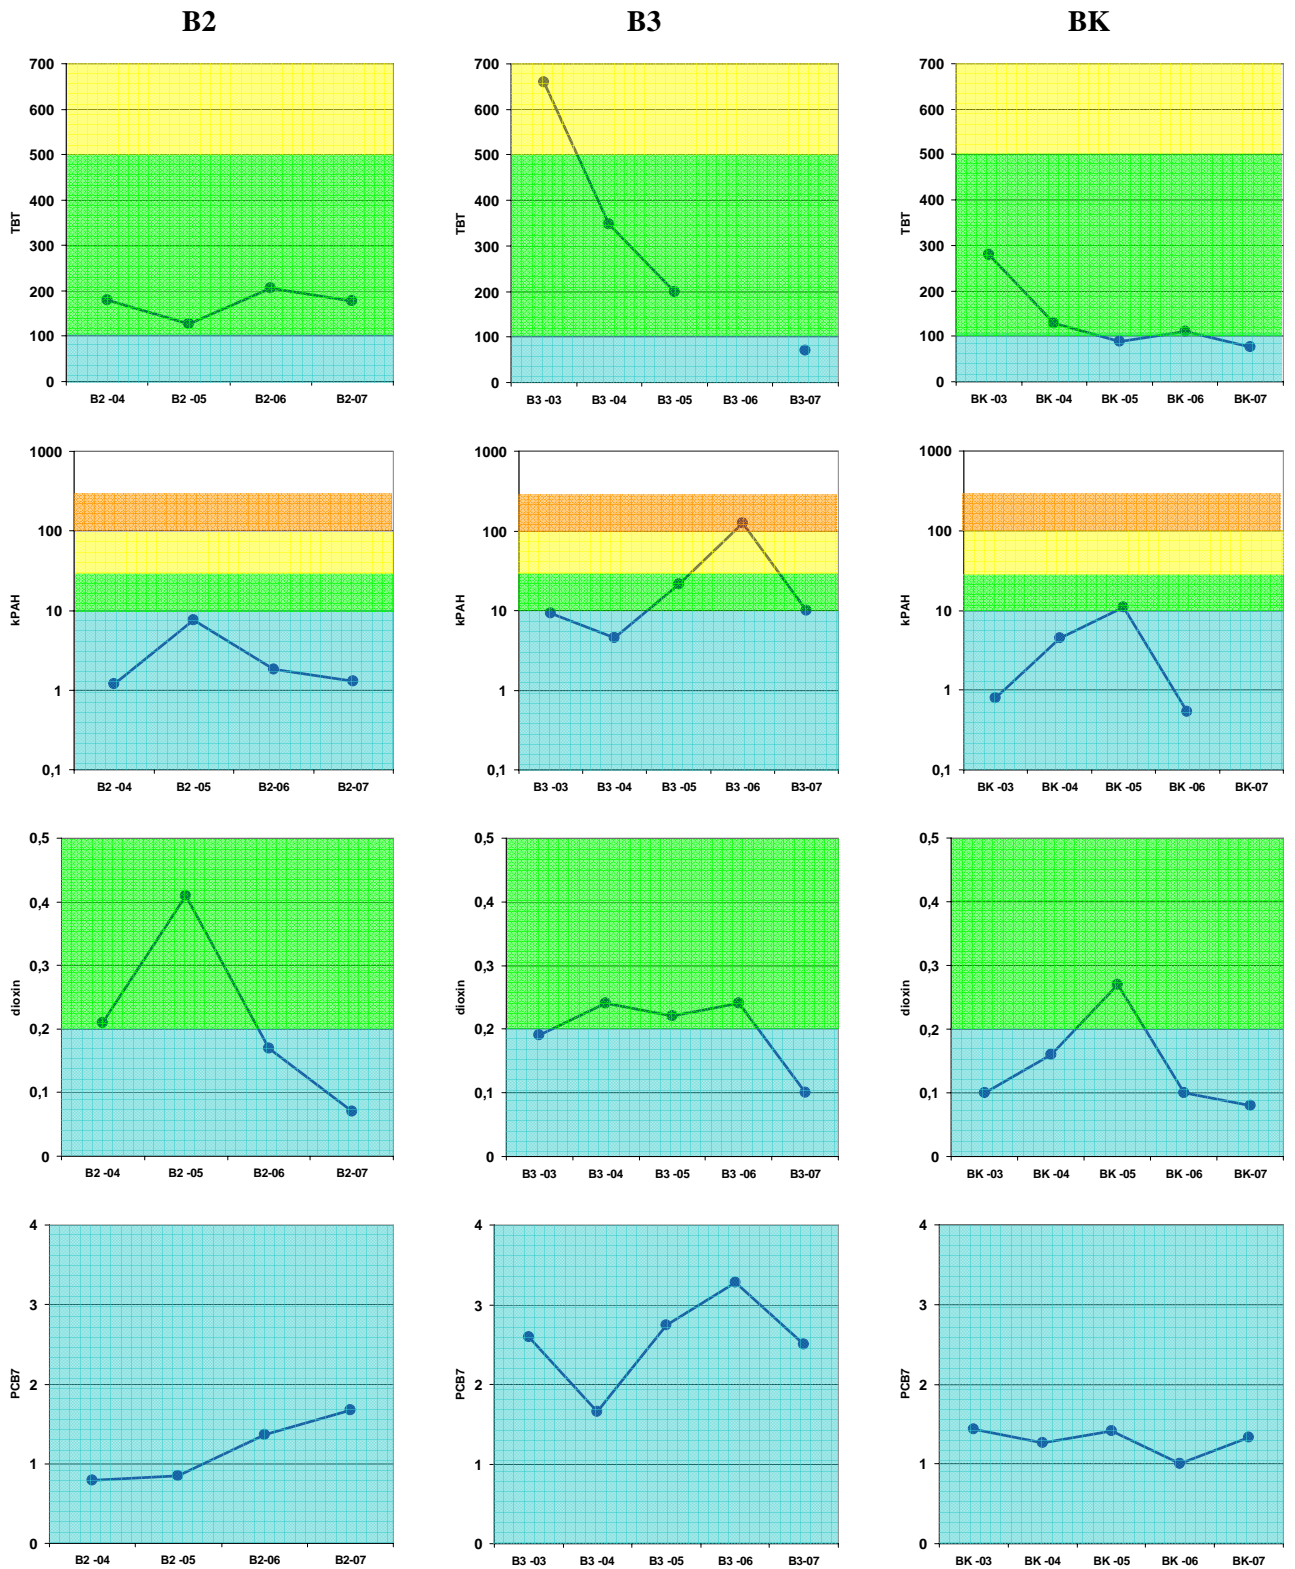 B2 B3 BK
700 700 700
600 600 600
500 500 500
400 400 400
TBT TBT TBT
300 300 300
200 200 200
100 100 100
0 0 0
B2 -04 B2 -05 B2-06 B2-07 B3 -03 B3 -04 B3 -05 B3 -06 B3-07 BK -03 BK -04 BK -05 BK -06 BK-07
1000 1000 1000
100 100 100
kPAH kPAH kPAH
10 10 10
1 1 1
0,1 0,1 0,1
B2 -04 B2 -05 B2-06 B2-07 B3 -03 B3 -04 B3 -05 B3 -06 B3-07 BK -03 BK -04 BK -05 BK -06 BK-07
0,5 0,5 0,5
0,4 0,4 0,4
0,3 0,3 0,3
dioxin dioxin dioxin
0,2 0,2 0,2
0,1 0,1 0,1
0 0 0
B2 -04 B2 -05 B2-06 B2-07 B3 -03 B3 -04 B3 -05 B3 -06 B3-07 BK -03 BK -04 BK -05 BK -06 BK-07
4 4 4
3 3 3
PCB7 PCB7 PCB7
2 2 2
1 1 1
0 0 0
B2 -04 B2 -05 B2-06 B2-07 B3 -03 B3 -04 B3 -05 B3 -06 B3-07 BK -03 BK -04 BK -05 BK -06 BK-07